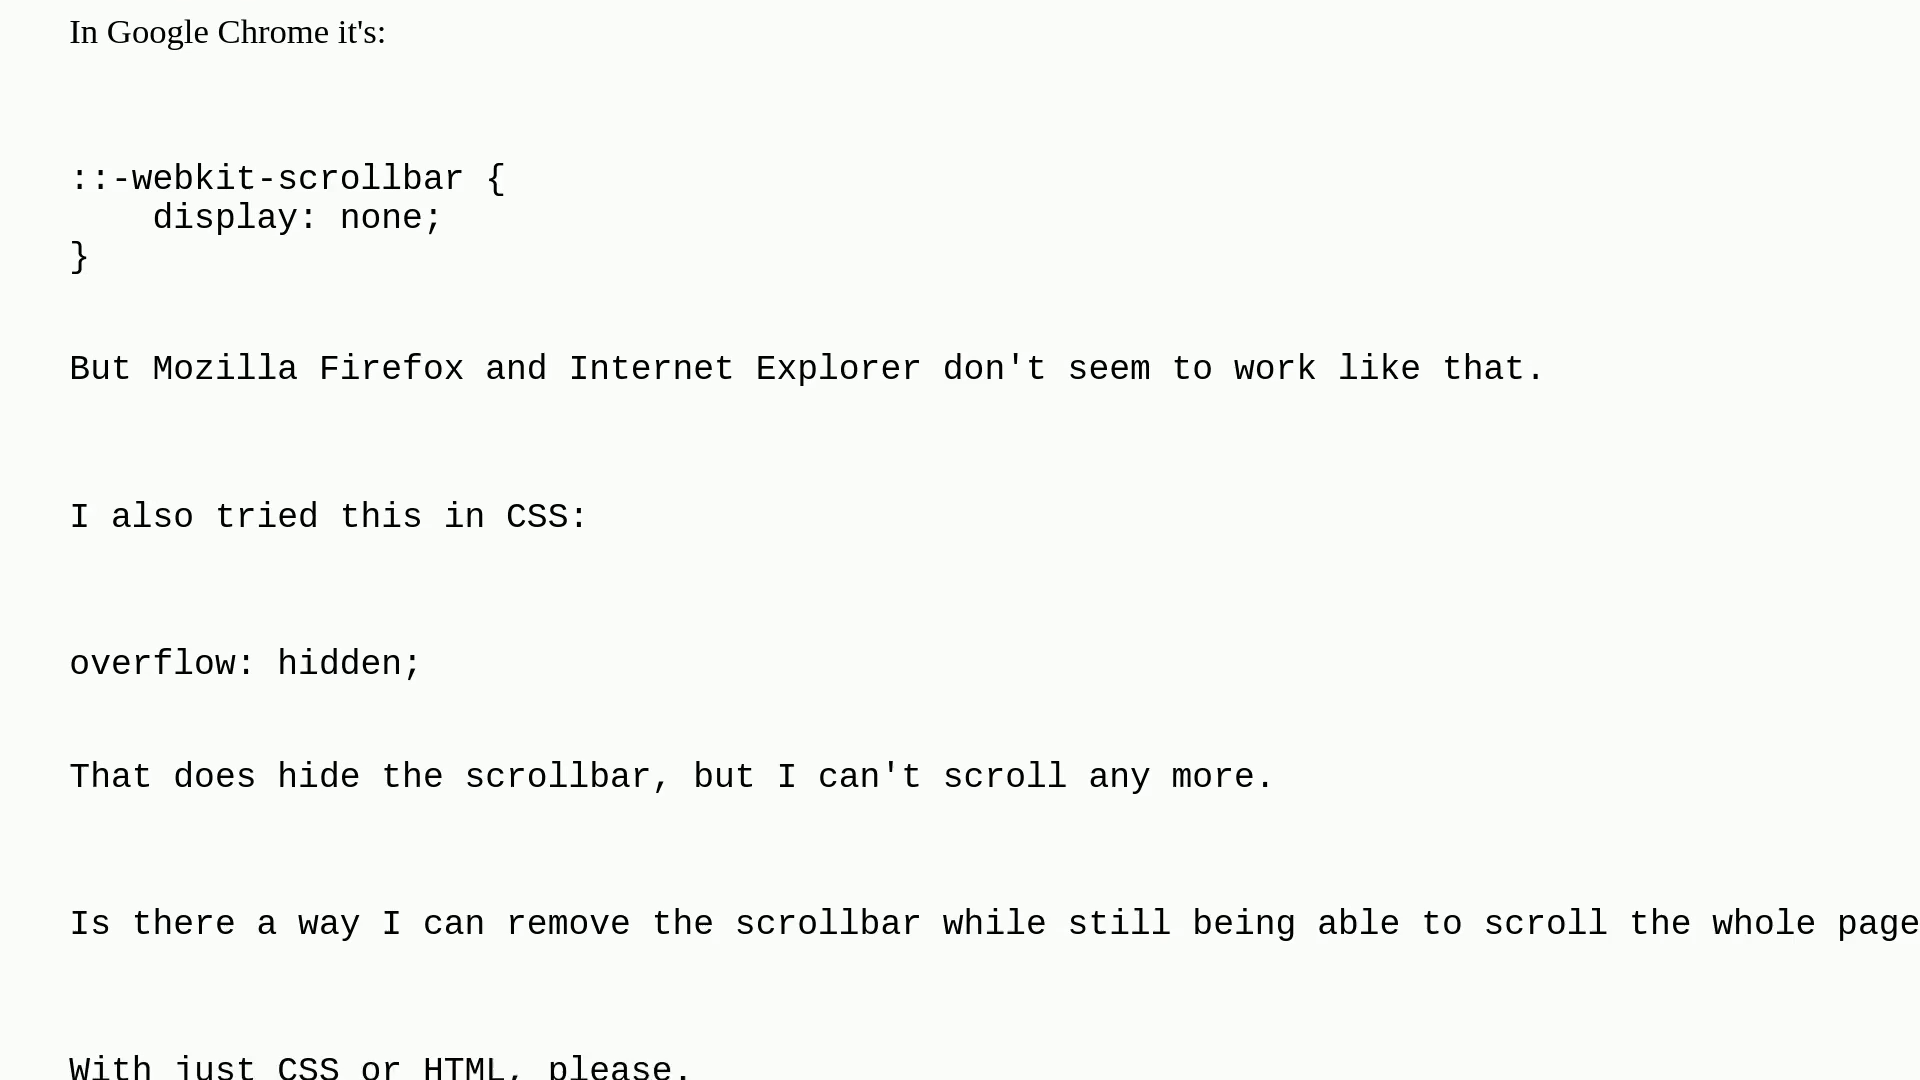 In Google Chrome it's:
::-webkit-scrollbar {
    display: none;
}
But Mozilla Firefox and Internet Explorer don't seem to work like that.
I also tried this in CSS:
overflow: hidden;
That does hide the scrollbar, but I can't scroll any more.
Is there a way I can remove the scrollbar while still being able to scroll the whole page
With just CSS or HTML, please.